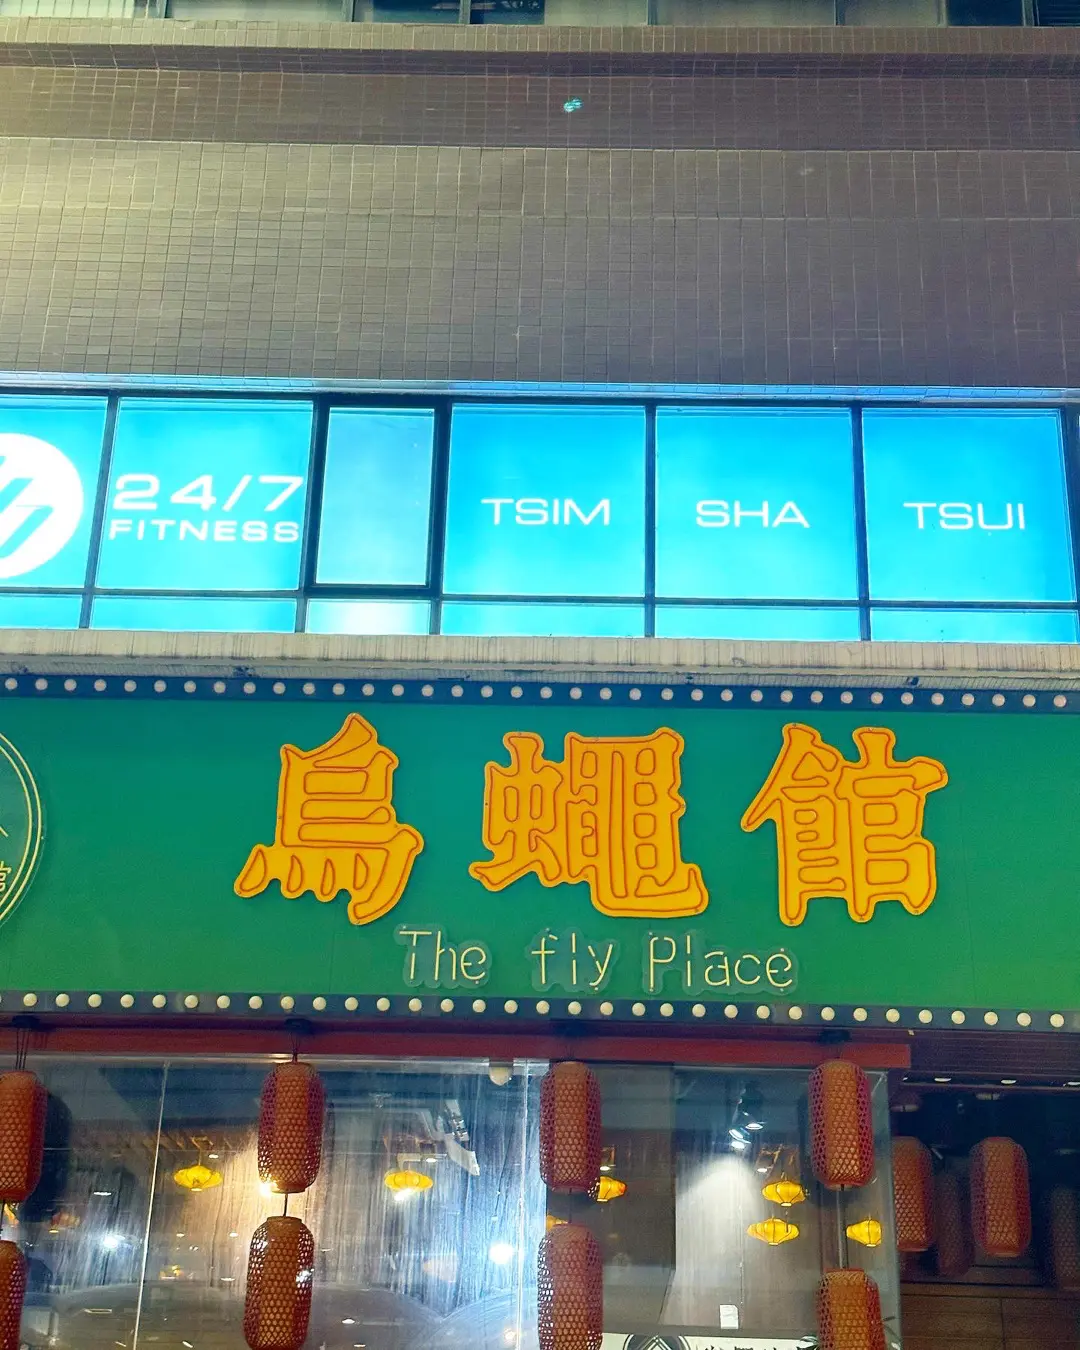 24/7
FITNESS
TSIM SHA TSUI
烏蠅館
The fly Place